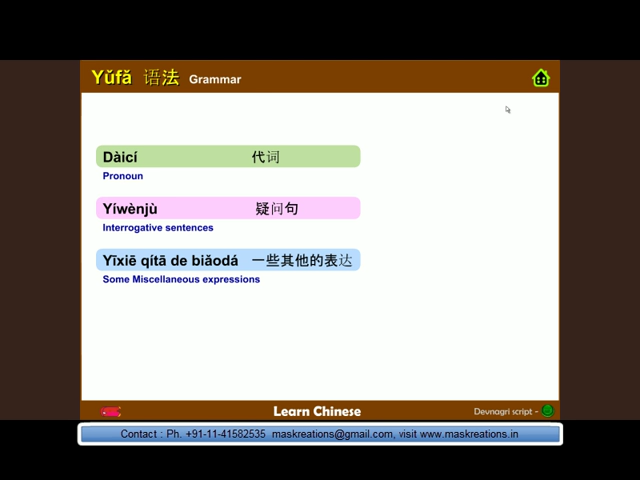 Yǔfǎ 语法 Grammar
Dàicí 代词
Pronoun
Yíwènjù 疑问句
Interrogative sentences
Yīxiē qítā de biǎodá 一些其他的表达
Some Miscellaneous expressions
Learn Chinese
Devnagri script -
Contact : Ph. +91-11-41582535 maskreations@gmail.com, visit www.maskreations.in